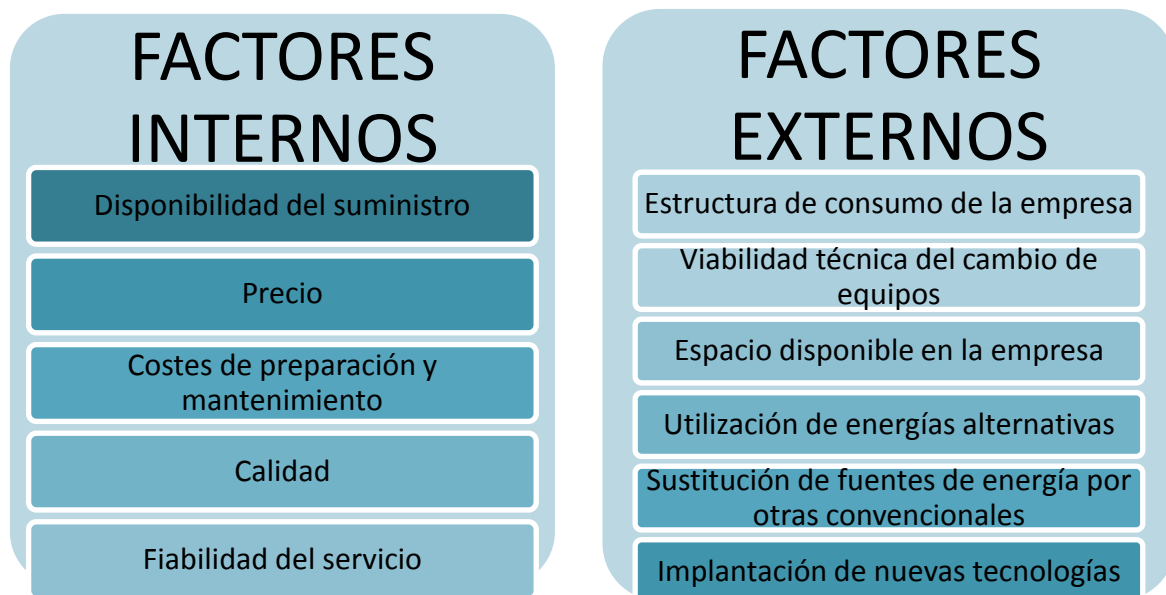 FACTORES
INTERNOS
Disponibilidad del suministro
Precio
Costes de preparación y
mantenimiento
Calidad
Fiabilidad del servicio
FACTORES
EXTERNOS
Estructura de consumo de la empresa
Viabilidad técnica del cambio de
equipos
Espacio disponible en la empresa
Utilización de energías alternativas
Sustitución de fuentes de energía por
otras convencionales
Implantación de nuevas tecnologías